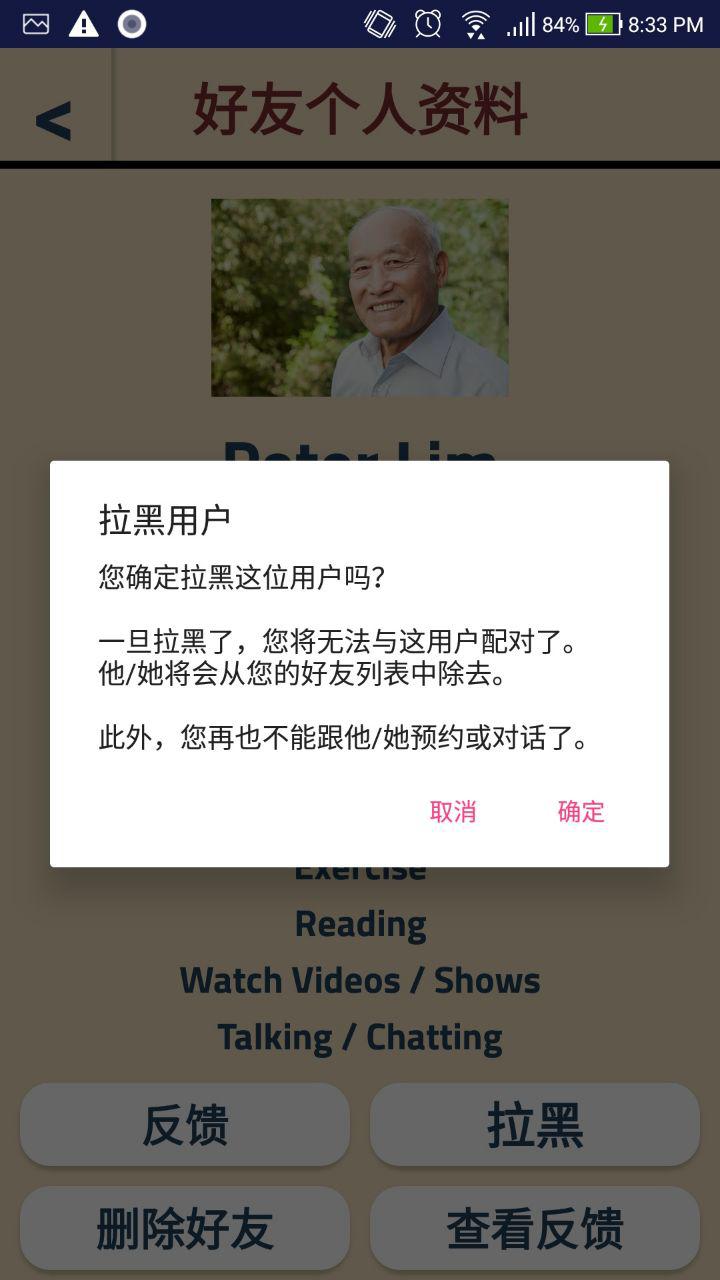 84% 8:33 PM
< 好友个人资料
Peter Lim
拉黑用户
您确定拉黑这位用户吗？
一旦拉黑了，您将无法与这用户配对了。
他/她将会从您的好友列表中除去。
此外，您再也不能跟他/她预约或对话了。
取消 确定
Exercise
Reading
Watch Videos / Shows
Talking / Chatting
反馈 拉黑
删除好友 查看反馈